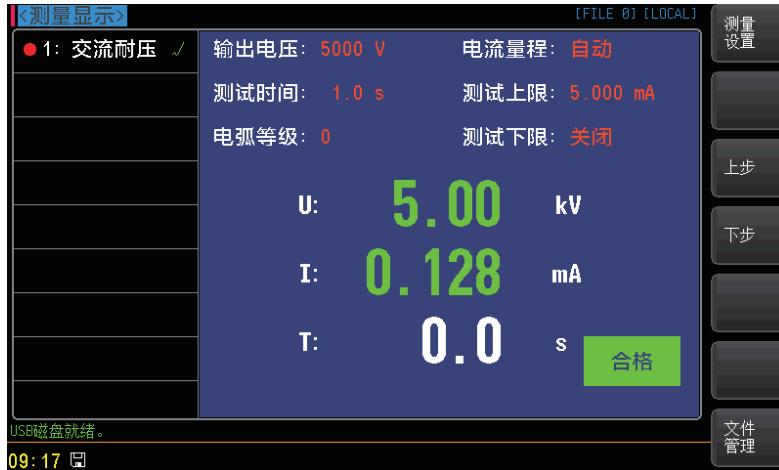 <测量显示>
[FILE 0] [LOCAL]
1: 交流耐压 ✓
输出电压: 5000 V
电流量程: 自动
测试时间: 1.0 s
测试上限: 5.000 mA
电弧等级: 0
测试下限: 关闭
U: 5.00 kV
I: 0.128 mA
T: 0.0 s
合格
测量
设置
上步
下步
文件
管理
USB磁盘就绪。
09:17